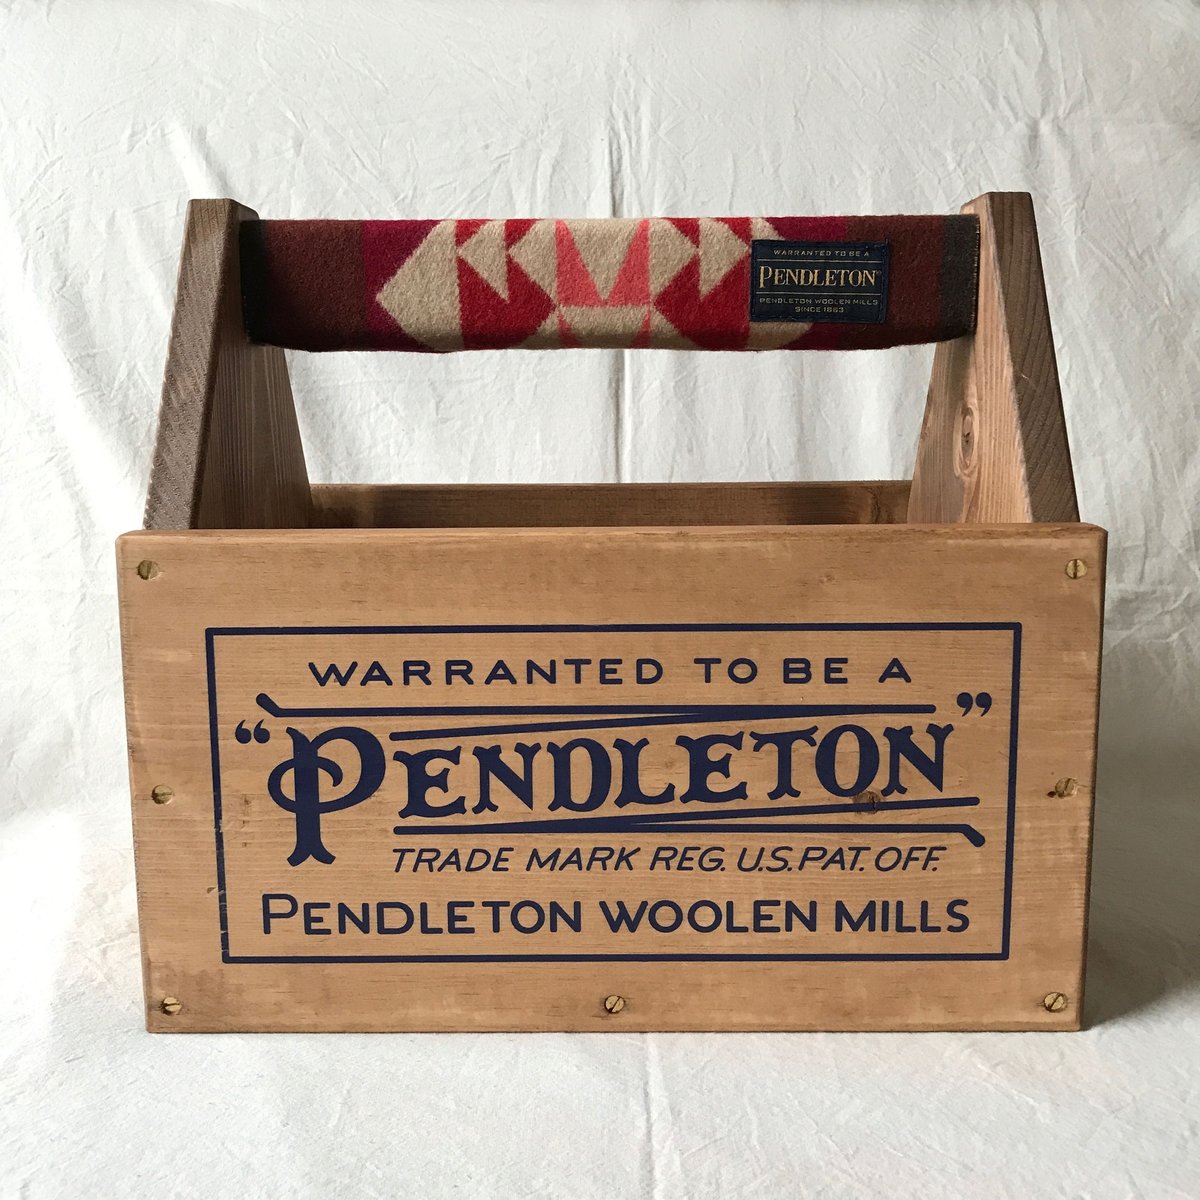 WARRANTED TO BE A
PENDLETON®
PENDLETON WOOLEN MILLS
SINCE 1863
WARRANTED TO BE A
“PENDLETON”
TRADE MARK REG. U.S. PAT. OFF.
PENDLETON WOOLEN MILLS